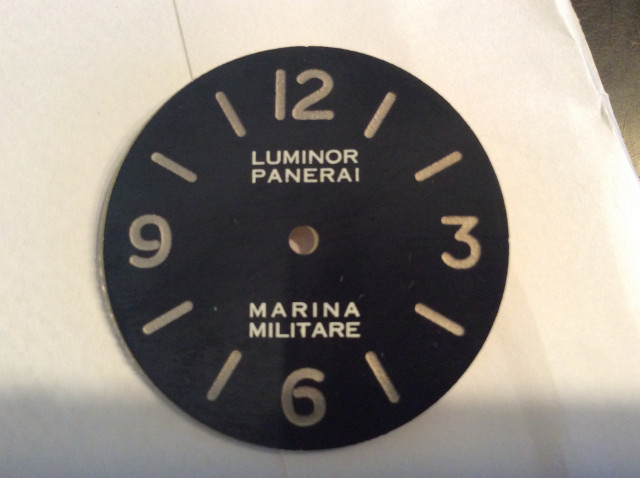 12
LUMINOR
PANERAI
9
3
MARINA
MILITARE
6